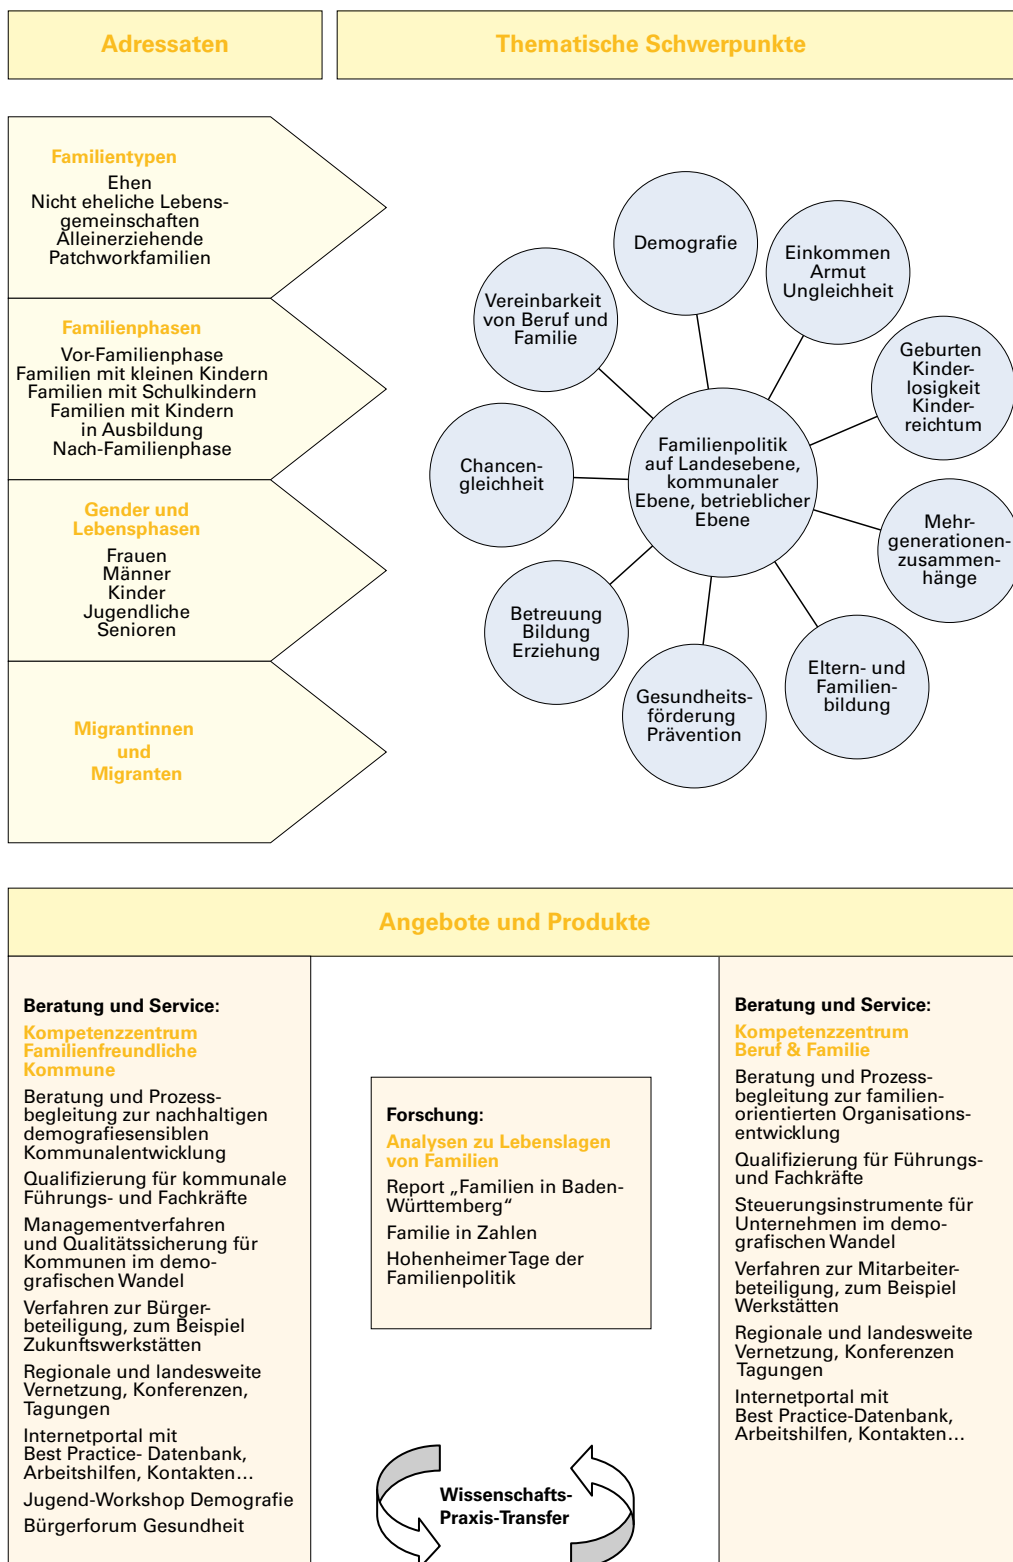 Adressaten
Thematische Schwerpunkte
Familientypen
Ehen
Nicht eheliche Lebens-
gemeinschaften
Alleinerziehende
Patchworkfamilien
Familienphasen
Vor-Familienphase
Familien mit kleinen Kindern
Familien mit Schulkindern
Familien mit Kindern
in Ausbildung
Nach-Familienphase
Gender und
Lebensphasen
Frauen
Männer
Kinder
Jugendliche
Senioren
Migrantinnen
und
Migranten
Demografie
Einkommen
Armut
Ungleichheit
Geburten
Kinder-
losigkeit
Kinder-
reichtum
Mehr-
generationen-
zusammen-
hänge
Eltern- und
Familien-
bildung
Gesundheits-
förderung
Prävention
Betreuung
Bildung
Erziehung
Chancen-
gleichheit
Vereinbarkeit
von Beruf und
Familie
Familienpolitik
auf Landesebene,
kommunaler
Ebene, betrieblicher
Ebene
Angebote und Produkte
Beratung und Service:
Kompetenzzentrum
Familienfreundliche
Kommune
Beratung und Prozess-
begleitung zur nachhaltigen
demografiesensiblen
Kommunalentwicklung
Qualifizierung für kommunale
Führungs- und Fachkräfte
Managementverfahren
und Qualitätssicherung für
Kommunen im demo-
grafischen Wandel
Verfahren zur Bürger-
beteiligung, zum Beispiel
Zukunftswerkstätten
Regionale und landesweite
Vernetzung, Konferenzen,
Tagungen
Internetportal mit
Best Practice- Datenbank,
Arbeitshilfen, Kontakten…
Jugend-Workshop Demografie
Bürgerforum Gesundheit
Forschung:
Analysen zu Lebenslagen
von Familien
Report „Familien in Baden-
Württemberg“
Familie in Zahlen
Hohenheimer Tage der
Familienpolitik
Wissenschafts-
Praxis-Transfer
Beratung und Service:
Kompetenzzentrum
Beruf & Familie
Beratung und Prozess-
begleitung zur familien-
orientierten Organisations-
entwicklung
Qualifizierung für Führungs-
und Fachkräfte
Steuerungsinstrumente für
Unternehmen im demo-
grafischen Wandel
Verfahren zur Mitarbeiter-
beteiligung, zum Beispiel
Werkstätten
Regionale und landesweite
Vernetzung, Konferenzen
Tagungen
Internetportal mit
Best Practice-Datenbank,
Arbeitshilfen, Kontakten…